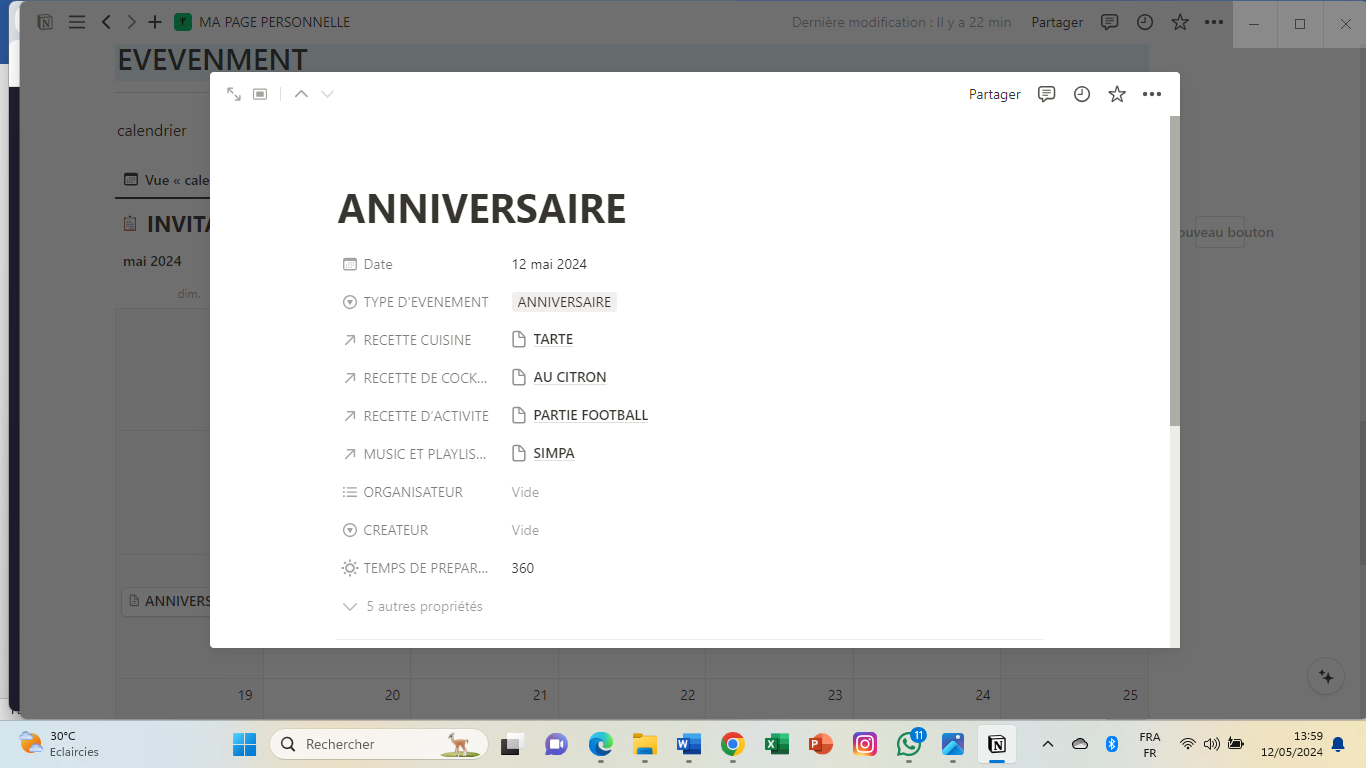 MA PAGE PERSONNELLE
Dernière modification : Il y a 22 min
Partager
EVEVENMENT
Partager
calendrier
Vue « cale
INVITA
mai 2024
dim.
ouveau bouton
ANNIVERSAIRE
Date 12 mai 2024
TYPE D'EVENEMENT ANNIVERSAIRE
RECETTE CUISINE TARTE
RECETTE DE COCK... AU CITRON
RECETTE D'ACTIVITE PARTIE FOOTBALL
MUSIC ET PLAYLIS... SIMPA
ORGANISATEUR Vide
CREATEUR Vide
TEMPS DE PREPAR... 360
5 autres propriétés
ANNIVERS
19 20 21 22 23 24 25
30°C
Eclaircies
Rechercher
11
FRA
FR
13:59
12/05/2024